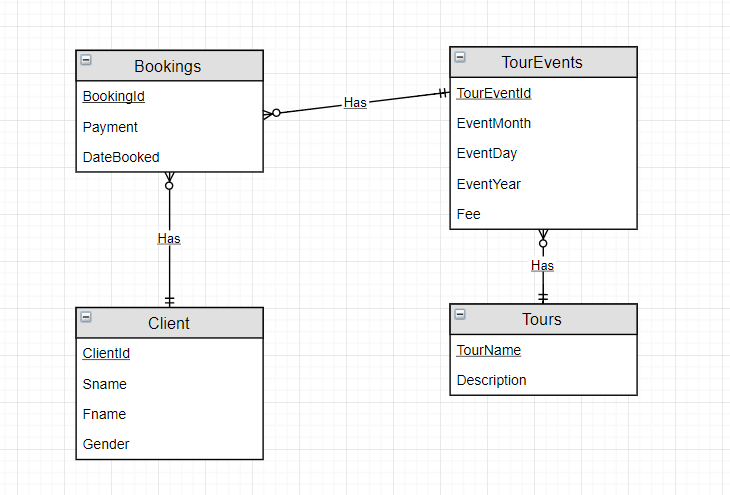 Bookings
BookingId
Payment
DateBooked
Has
TourEvents
TourEventId
EventMonth
EventDay
EventYear
Fee
Has
Has
Client
ClientId
Sname
Fname
Gender
Tours
TourName
Description